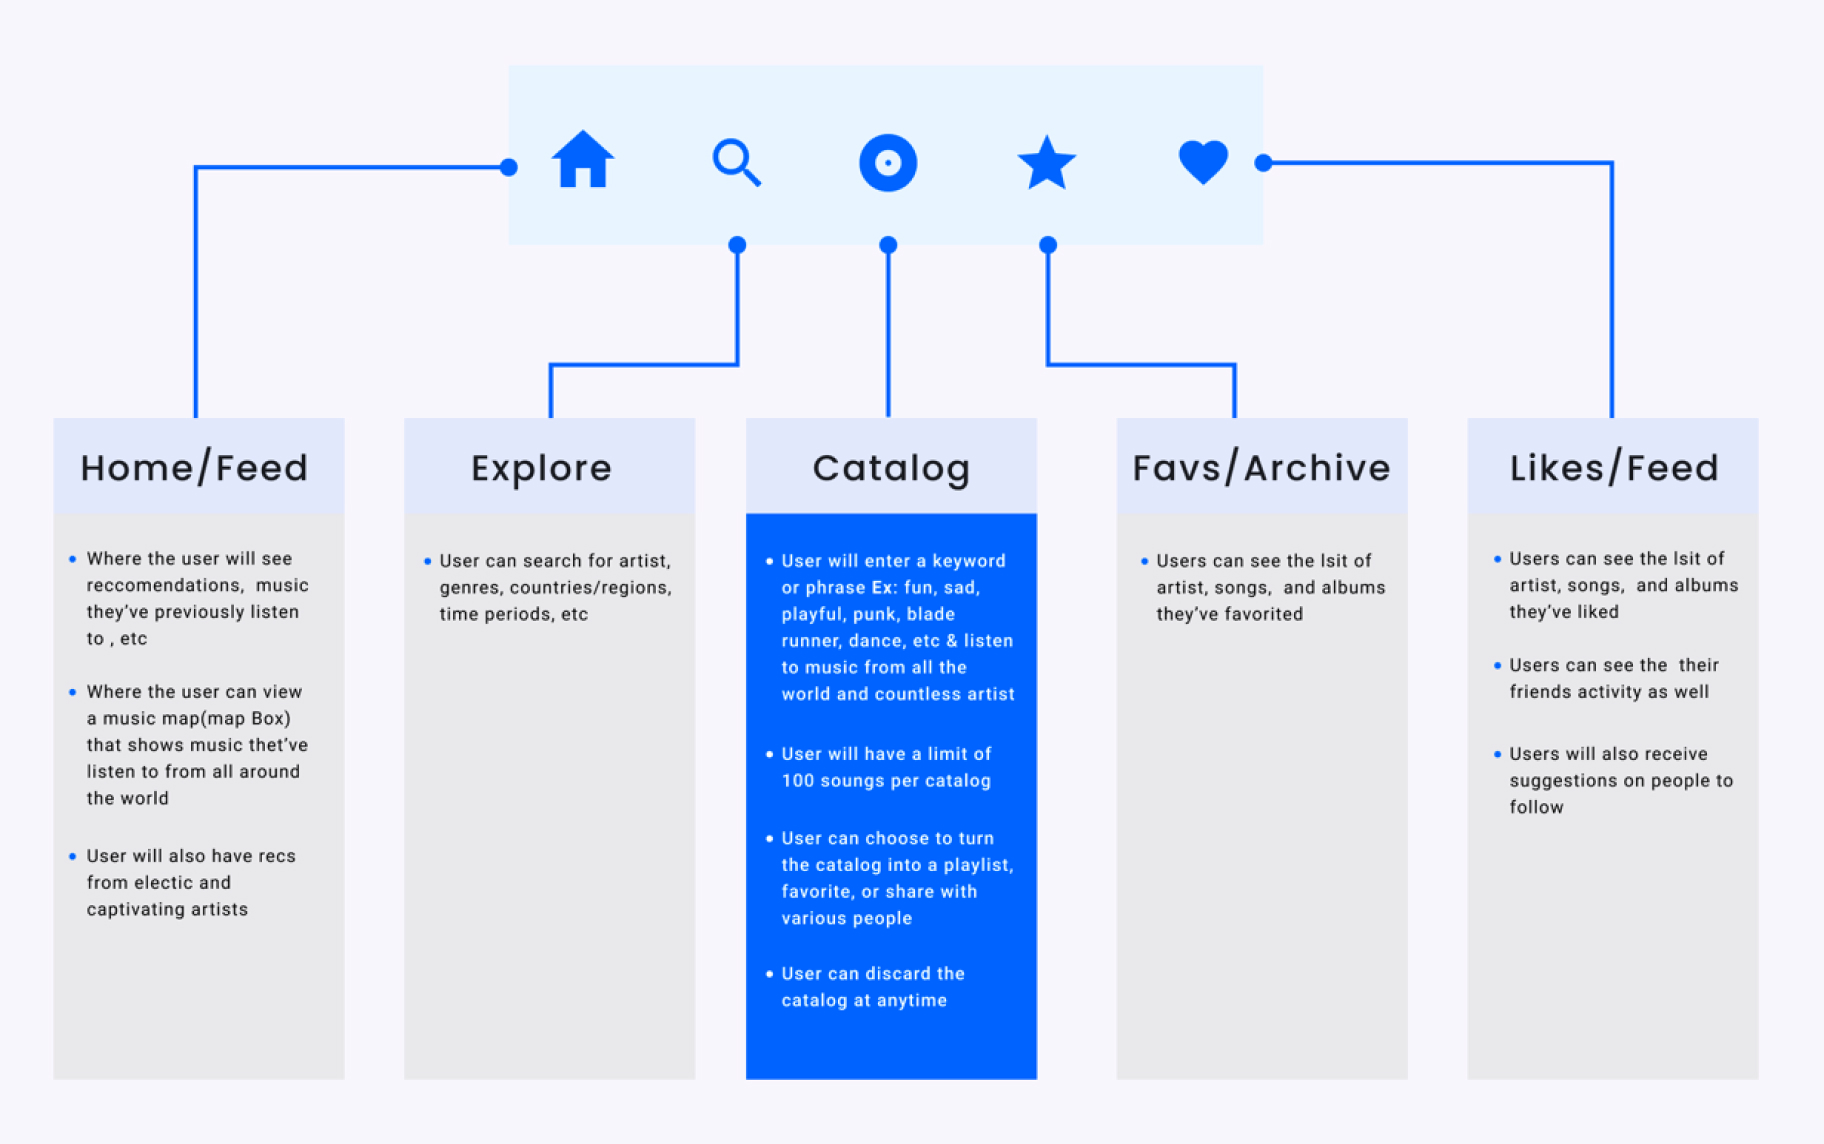 Home/Feed
Where the user will see
reccomendations,  music
they've previously listen
to , etc
Where the user can view
a music map(map Box)
that shows music thet've
listen to from all around
the world
User will also have recs
from electic and
captivating artists
Explore
User can search for artist,
genres, countries/regions,
time periods, etc
Catalog
User will enter a keyword
or phrase Ex: fun, sad,
playful, punk, blade
runner, dance, etc & listen
to music from all the
world and countless artist
User will have a limit of
100 soungs per catalog
User can choose to turn
the catalog into a playlist,
favorite, or share with
various people
User can discard the
catalog at anytime
Favs/Archive
Users can see the lsit of
artist, songs,  and albums
they've favorited
Likes/Feed
Users can see the lsit of
artist, songs,  and albums
they've liked
Users can see the  their
friends activity as well
Users will also receive
suggestions on people to
follow